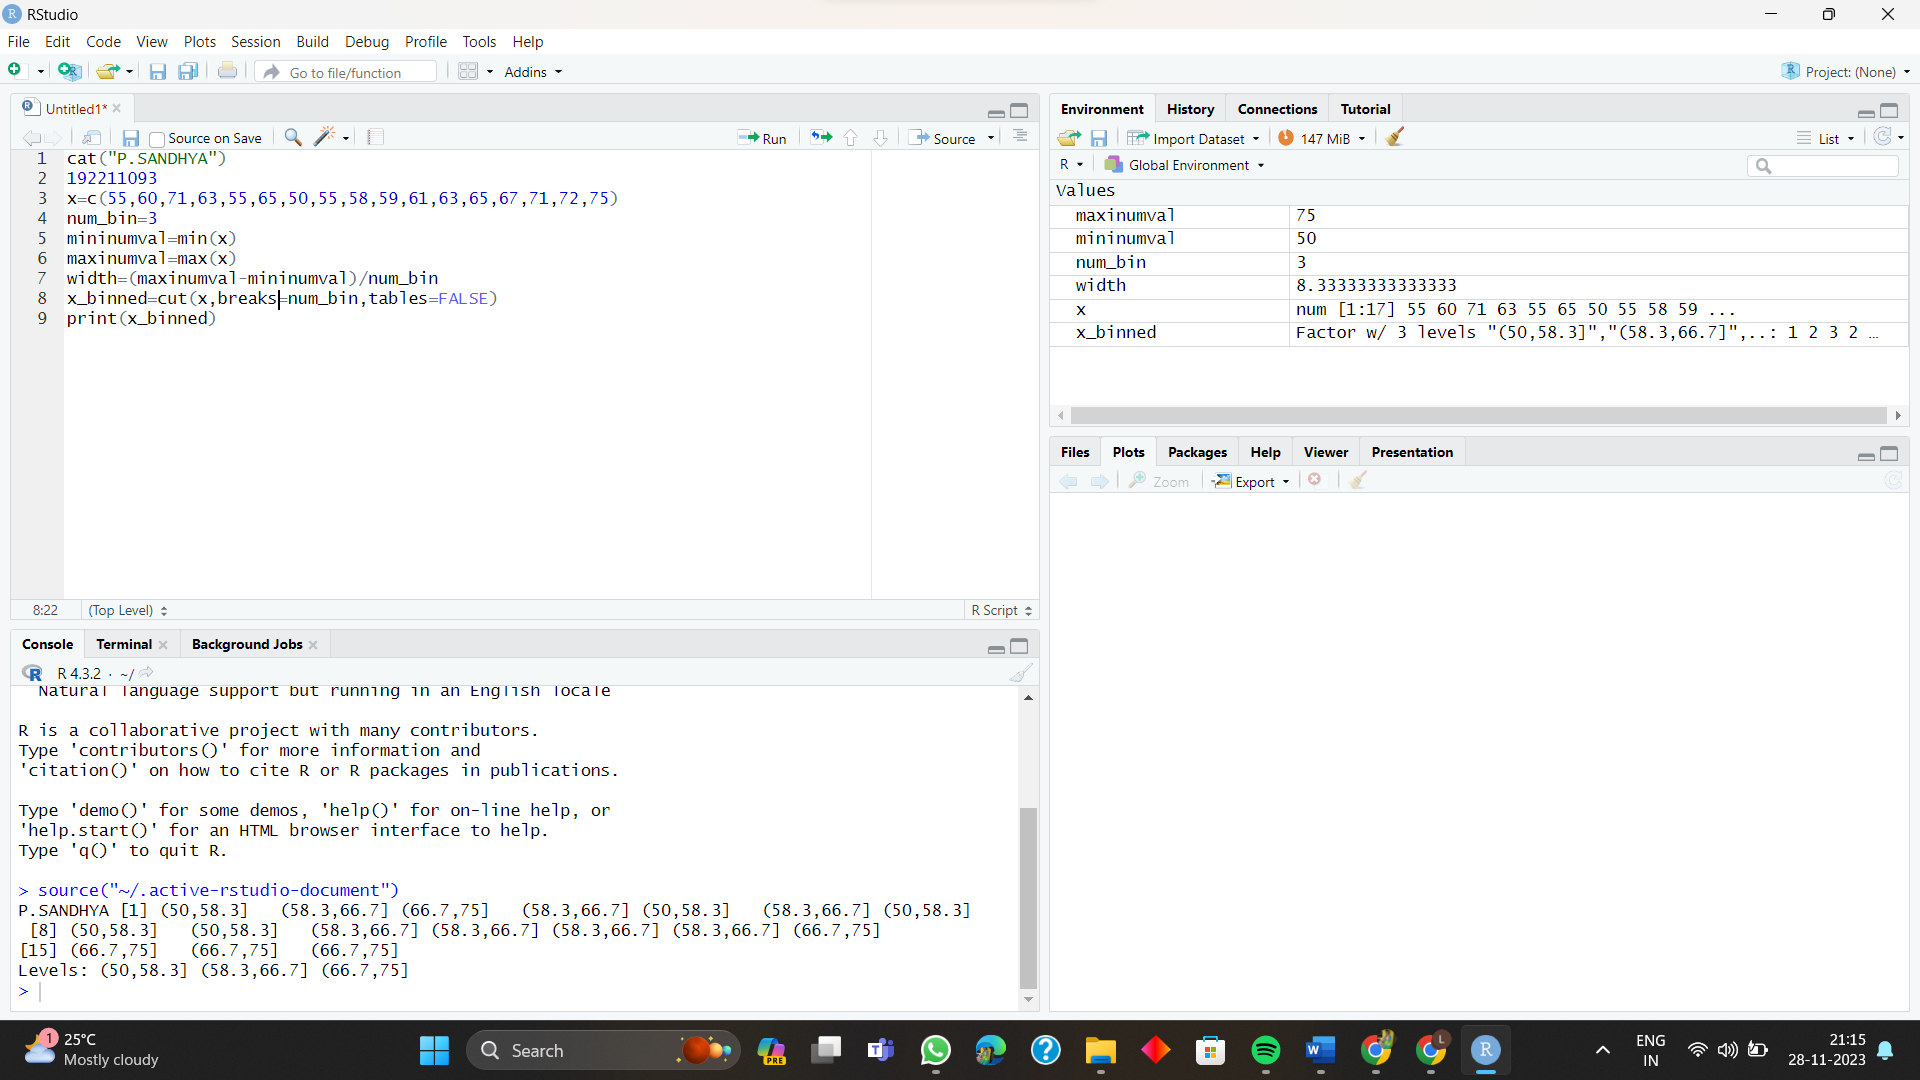 RStudio
File Edit Code View Plots Session Build Debug Profile Tools Help
Go to file/function Addins Project: (None)
Untitled1*
Source on Save Run Source
1 cat("P.SANDHYA")
2 192211093
3 x=c(55,60,71,63,55,65,50,55,58,59,61,63,65,67,71,72,75)
4 num_bin=3
5 mininumval=min(x)
6 maxinumval=max(x)
7 width=(maxinumval-mininumval)/num_bin
8 x_binned=cut(x,breaks=num_bin,tables=FALSE)
9 print(x_binned)
8:22 (Top Level) R Script
Console Terminal Background Jobs
R 4.3.2 · ~/
Natural language support but running in an English locale
R is a collaborative project with many contributors.
Type 'contributors()' for more information and
'citation()' on how to cite R or R packages in publications.
Type 'demo()' for some demos, 'help()' for on-line help, or
'help.start()' for an HTML browser interface to help.
Type 'q()' to quit R.
> source("~/.active-rstudio-document")
P.SANDHYA [1] (50,58.3] (58.3,66.7] (66.7,75] (58.3,66.7] (50,58.3] (58.3,66.7] (50,58.3]
[8] (50,58.3] (50,58.3] (58.3,66.7] (58.3,66.7] (58.3,66.7] (58.3,66.7] (66.7,75]
[15] (66.7,75] (66.7,75] (66.7,75]
Levels: (50,58.3] (58.3,66.7] (66.7,75]
>
Environment History Connections Tutorial
Import Dataset 147 MiB List
R Global Environment
Values
maxinumval 75
mininumval 50
num_bin 3
width 8.33333333333333
x num [1:17] 55 60 71 63 55 65 50 55 58 59 ...
x_binned Factor w/ 3 levels "(50,58.3]","(58.3,66.7]",..: 1 2 3 2 …
Files Plots Packages Help Viewer Presentation
Zoom Export
1 25°C
Mostly cloudy
Search
PRE
L
ENG
IN
21:15
28-11-2023